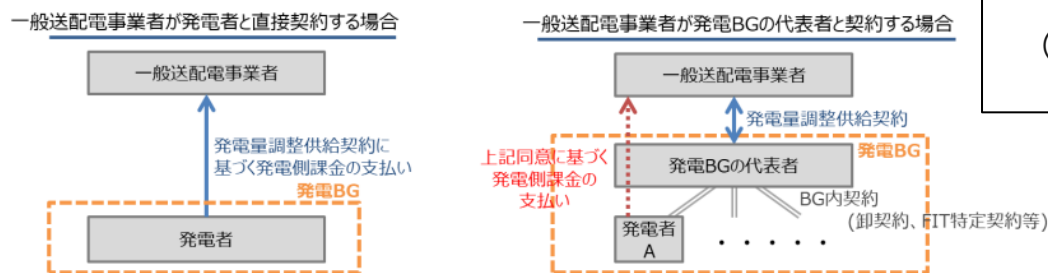 一般送配電事業者が発電者と直接契約する場合
一般送配電事業者
発電量調整供給契約に
基づく発電側課金の支払い
発電BG
発電者
一般送配電事業者が発電BGの代表者と契約する場合
一般送配電事業者
発電量調整供給契約
上記同意に基づく
発電側課金の
支払い
発電BG
発電BGの代表者
BG内契約
(卸契約、FIT特定契約等)
発電者
A
・・・・・
(